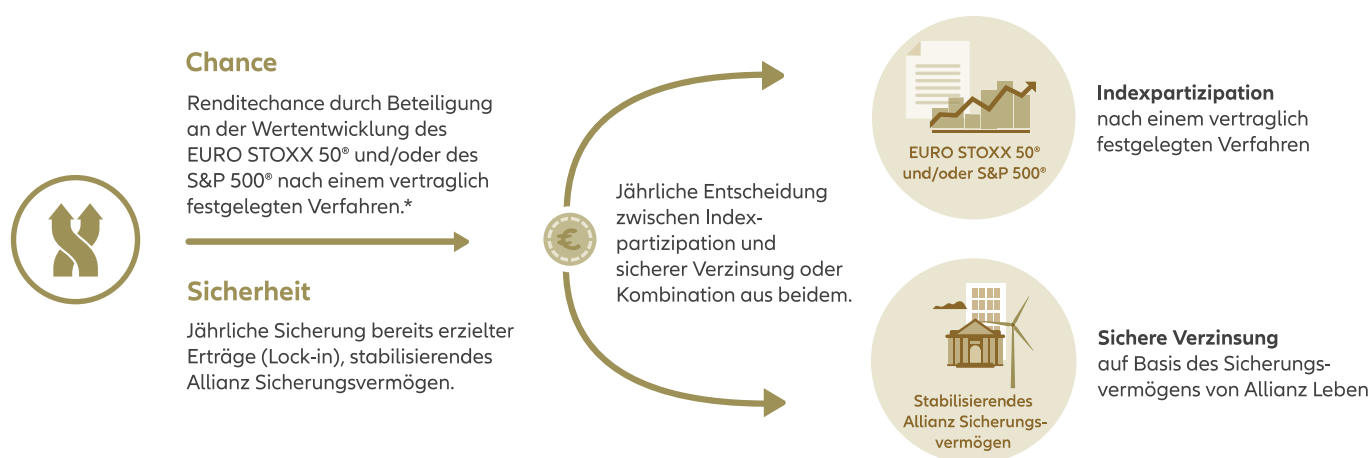 Chance
Renditechance durch Beteiligung
an der Wertentwicklung des
EURO STOXX 50® und/oder des
S&P 500® nach einem vertraglich
festgelegten Verfahren.*
Sicherheit
Jährliche Sicherung bereits erzielter
Erträge (Lock-in), stabilisierendes
Allianz Sicherungsvermögen.
€
Jährliche Entscheidung
zwischen Index-
partizipation und
sicherer Verzinsung oder
Kombination aus beidem.
EURO STOXX 50®
und/oder S&P 500®
Indexpartizipation
nach einem vertraglich
festgelegten Verfahren
Stabilisierendes
Allianz Sicherungs-
vermögen
Sichere Verzinsung
auf Basis des Sicherungs-
vermögens von Allianz Leben